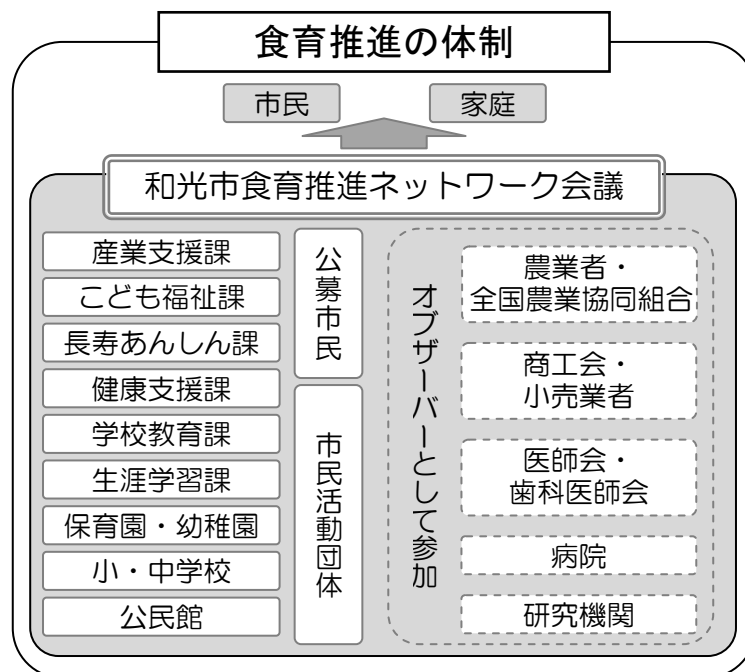 食育推進の体制
市民
家庭
和光市食育推進ネットワーク会議
産業支援課
こども福祉課
長寿あんしん課
健康支援課
学校教育課
生涯学習課
保育園・幼稚園
小・中学校
公民館
公募市民
市民活動団体
オブザーバーとして参加
農業者・
全国農業協同組合
商工会・
小売業者
医師会・
歯科医師会
病院
研究機関